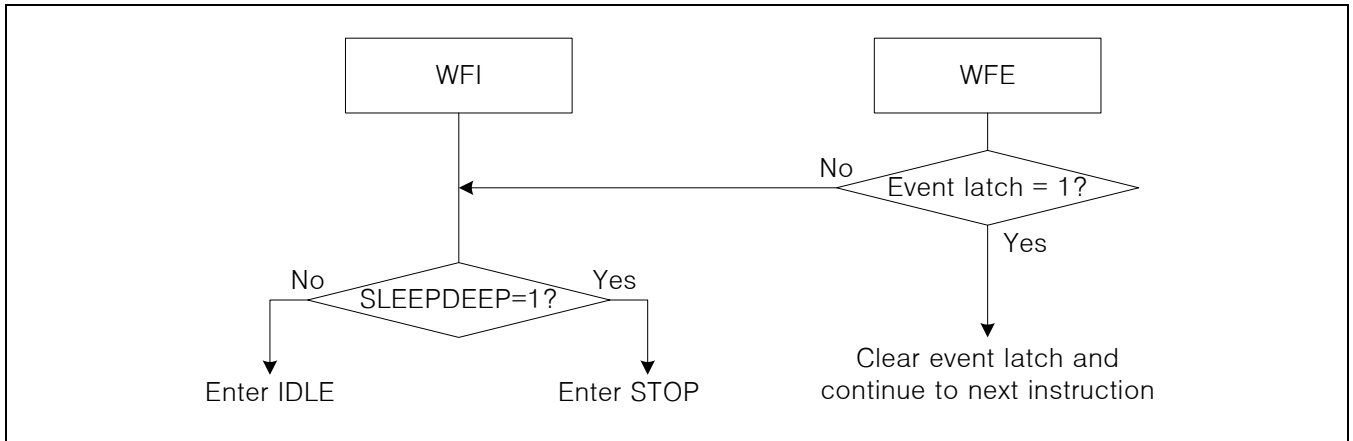 WFI
WFE
No
Event latch = 1?
Yes
No
Yes
SLEEPDEEP=1?
Enter IDLE
Enter STOP
Clear event latch and
continue to next instruction